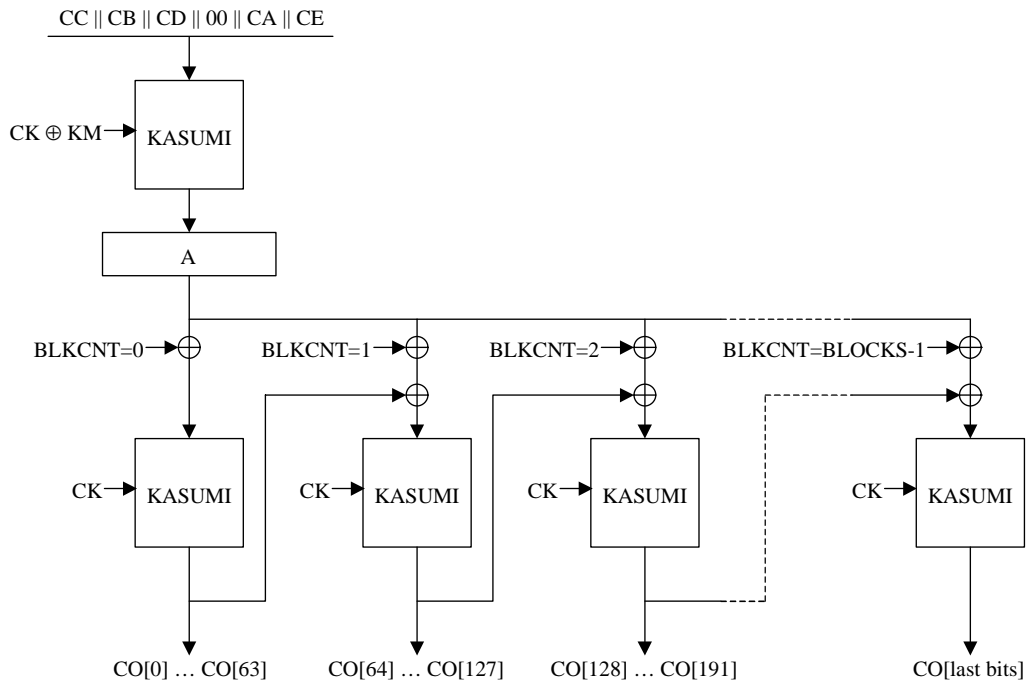 CC || CB || CD || 00 || CA || CE
KASUMI
CK ⊕ KM
A
BLKCNT=0
BLKCNT=1
BLKCNT=2
BLKCNT=BLOCKS-1
CK
KASUMI
CK
KASUMI
CK
KASUMI
CK
KASUMI
CO[0] … CO[63]
CO[64] … CO[127]
CO[128] … CO[191]
CO[last bits]